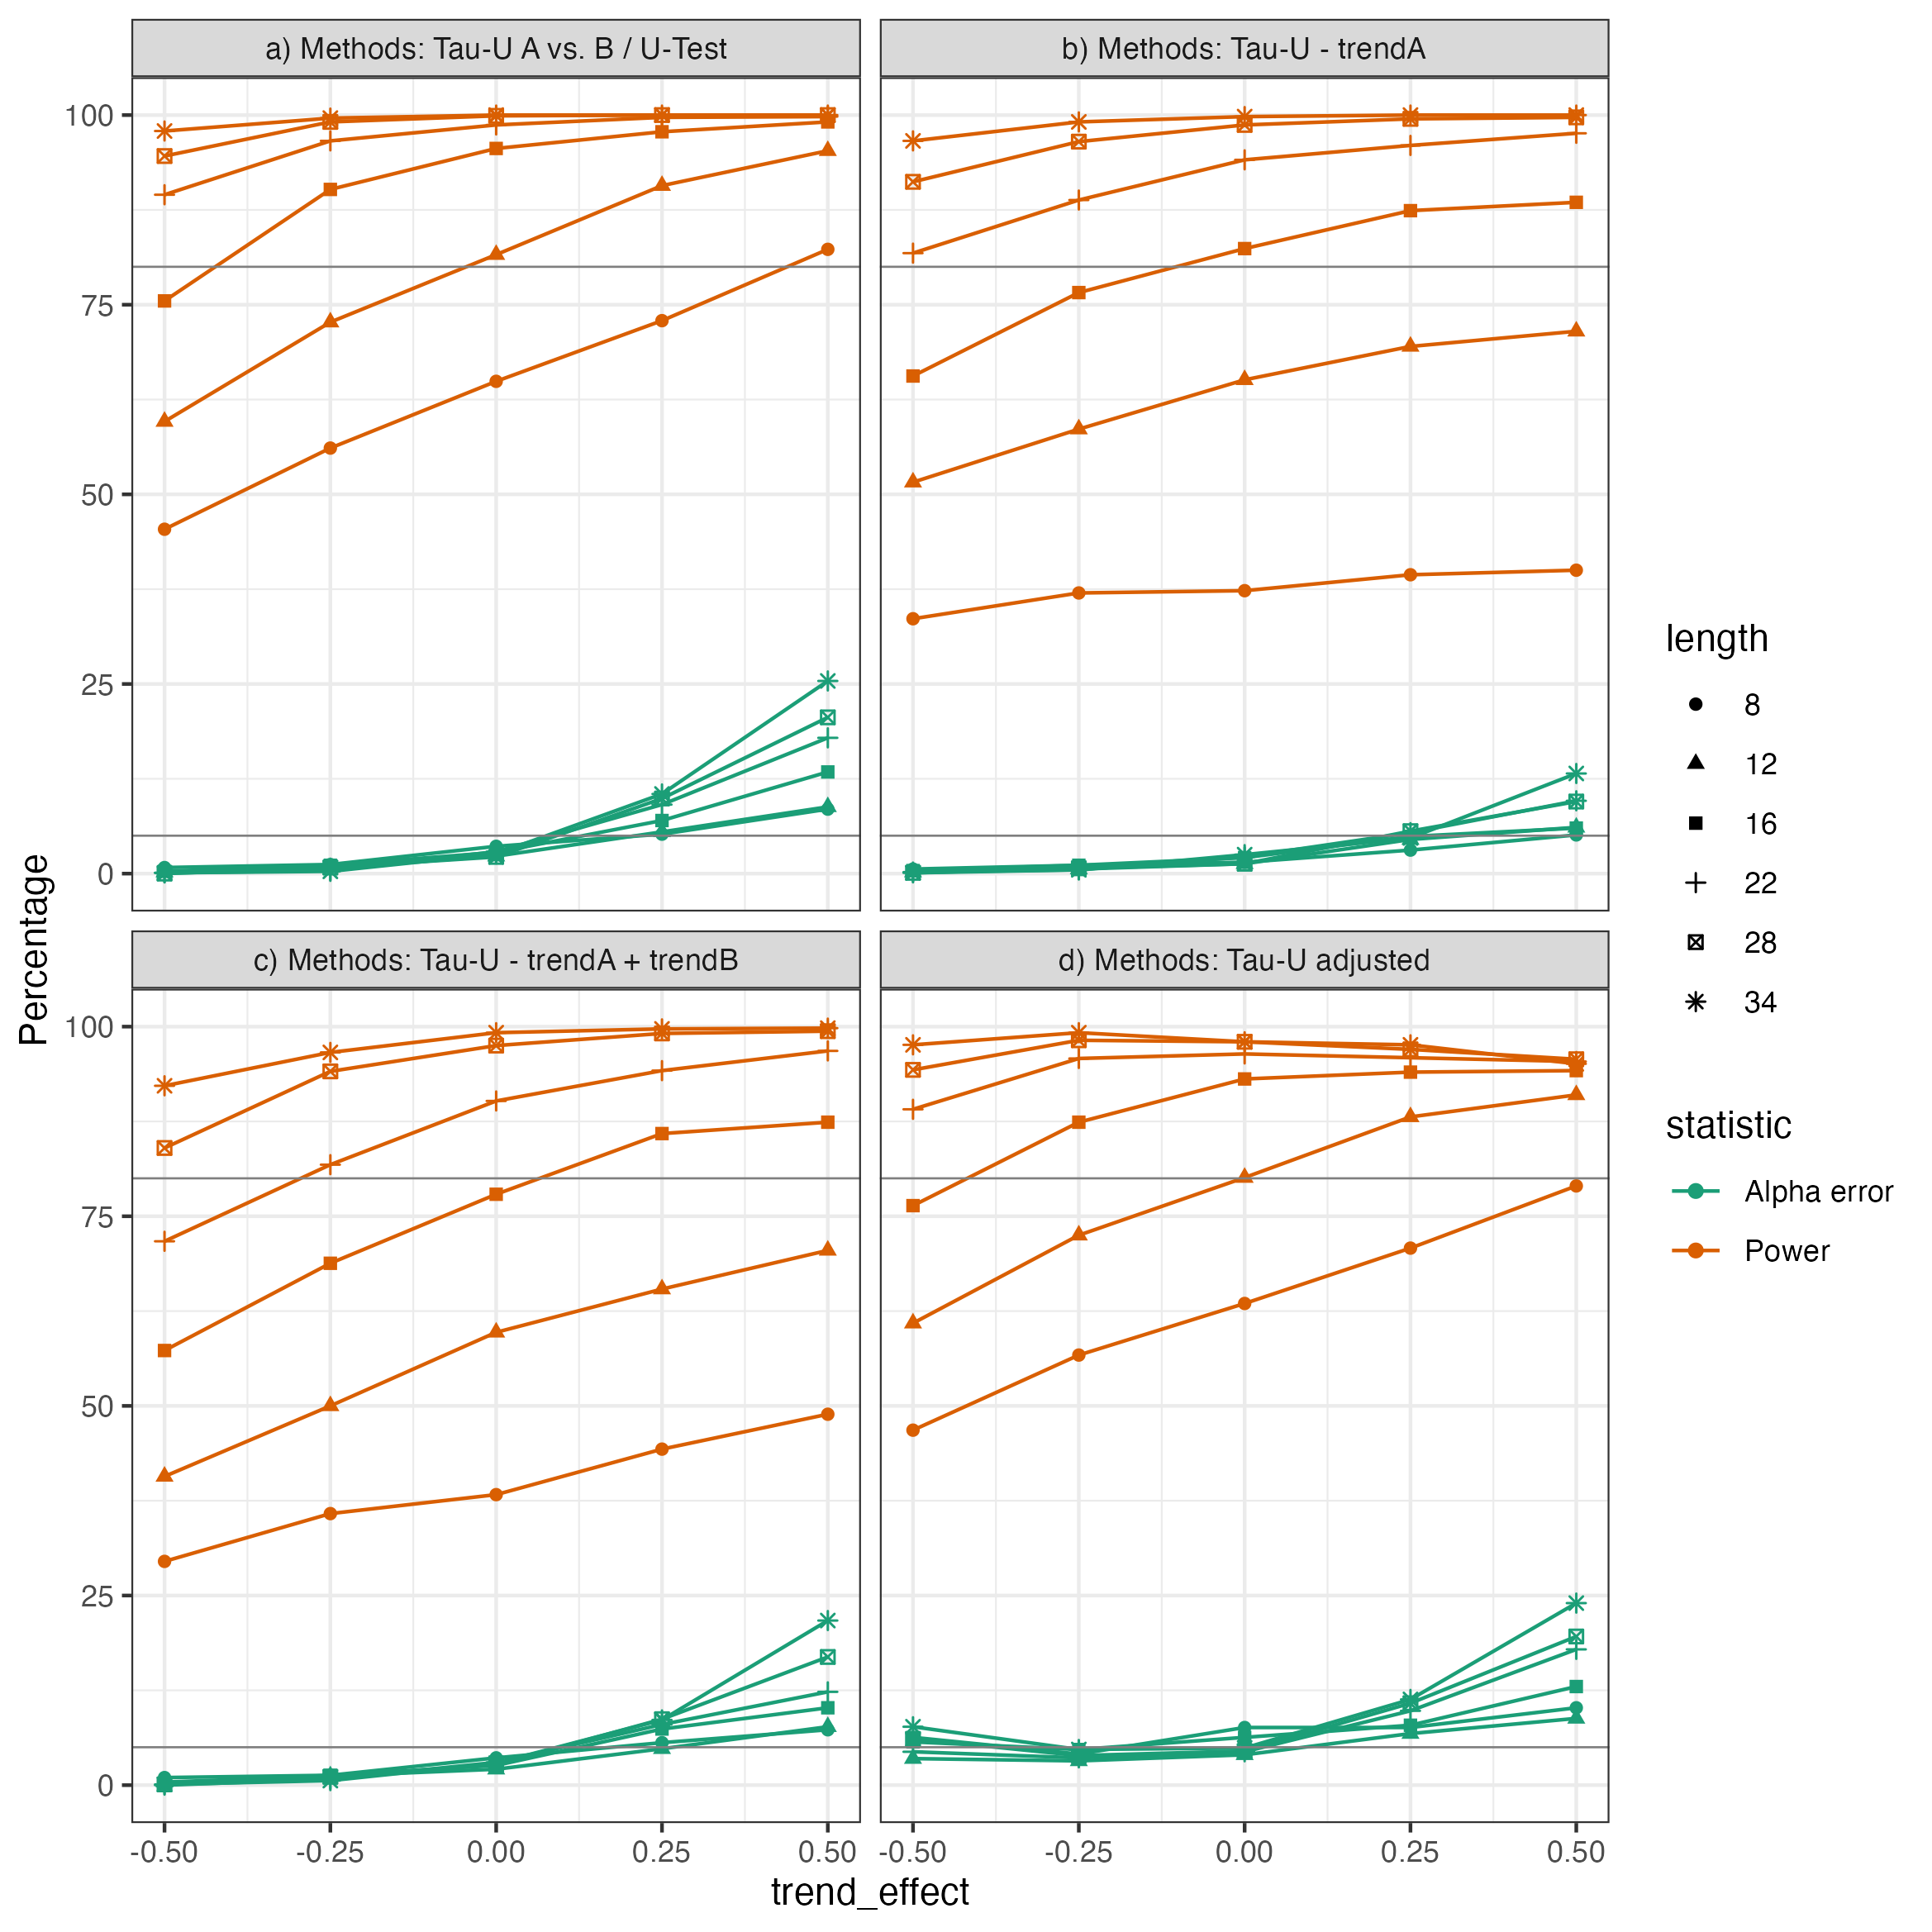 a) Methods: Tau-U A vs. B / U-Test
b) Methods: Tau-U - trendA
100
75
50
25
0
c) Methods: Tau-U - trendA + trendB
d) Methods: Tau-U adjusted
100
75
50
25
0
-0.50
-0.25
0.00
0.25
0.50
-0.50
-0.25
0.00
0.25
0.50
trend_effect
Percentage
length
8
12
16
22
28
34
statistic
Alpha error
Power